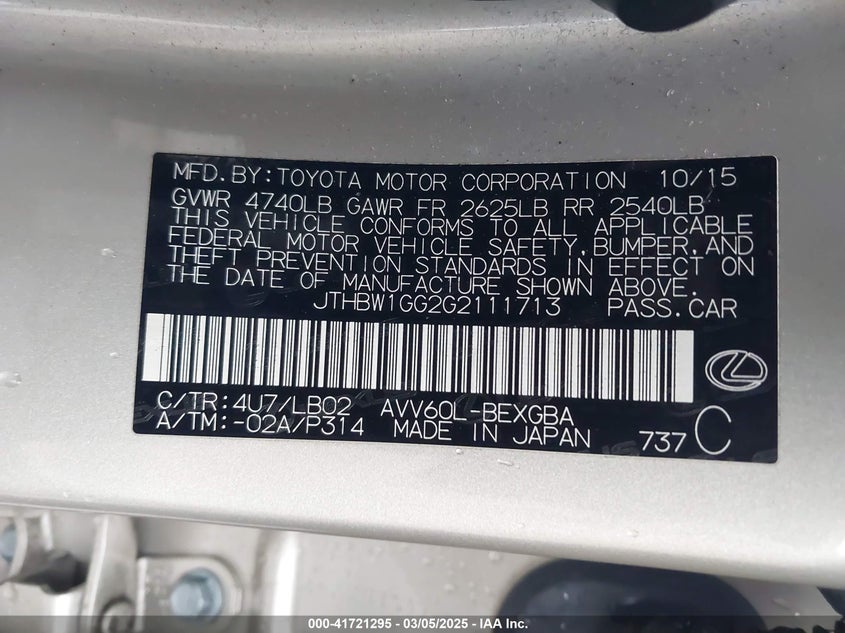 MFD.BY:TOYOTA MOTOR CORPORATION 10/15
GVWR 4740LB GAWR FR 2625LB RR 2540LB
THIS VEHICLE CONFORMS TO ALL APPLICABLE
FEDERAL MOTOR VEHICLE SAFETY,BUMPER,AND
THEFT PREVENTION STANDARDS IN EFFECT ON
THE DATE OF MANUFACTURE SHOWN ABOVE.
JTHBW1GG2G2111713 PASS.CAR
C/TR:4U7/LB02 AVV60L-BEXGBA
A/TM:-02A/P314 MADE IN JAPAN 737 C
000-41721295 - 03/05/2025 - IAA Inc.